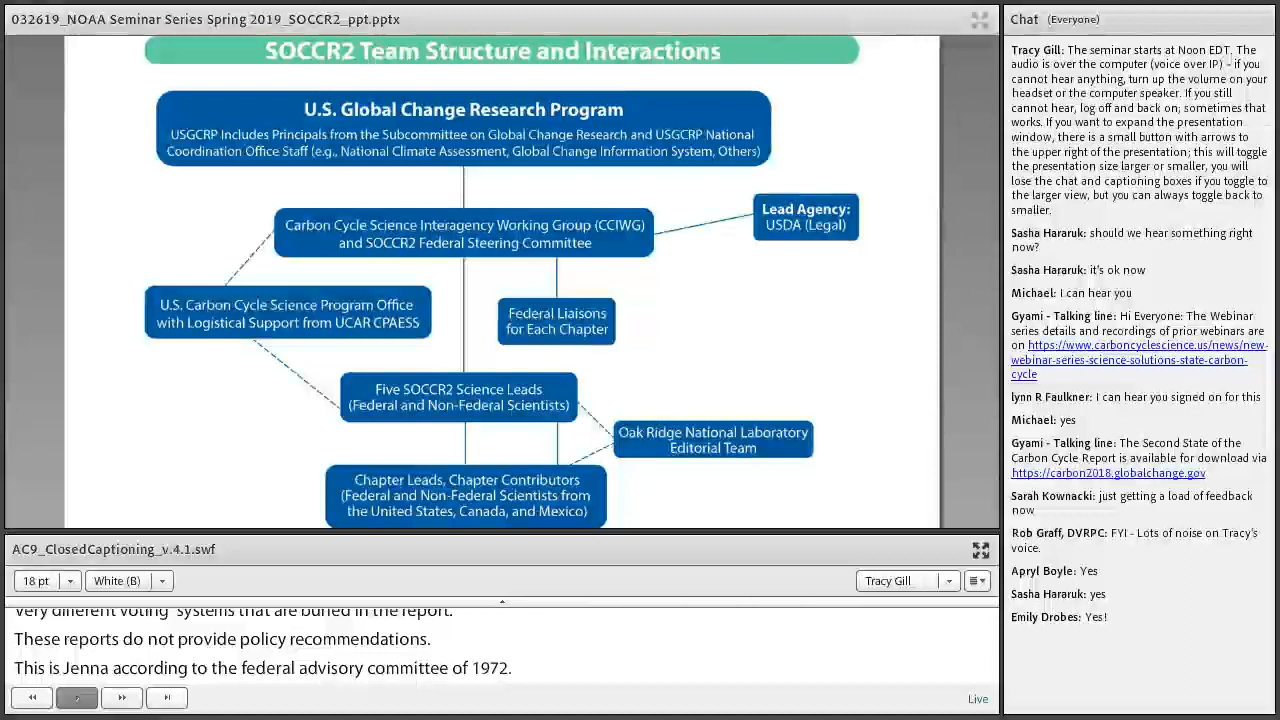 032619_NOAA Seminar Series Spring 2019_SOCCR2_ppt.pptx
SOCCR2 Team Structure and Interactions
U.S. Global Change Research Program
USGCRP Includes Principals from the Subcommittee on Global Change Research and USGCRP National
Coordination Office Staff (e.g., National Climate Assessment, Global Change Information System, Others)
Carbon Cycle Science Interagency Working Group (CCIWG)
and SOCCR2 Federal Steering Committee
Lead Agency:
USDA (Legal)
U.S. Carbon Cycle Science Program Office
with Logistical Support from UCAR CPAESS
Federal Liaisons
for Each Chapter
Five SOCCR2 Science Leads
(Federal and Non-Federal Scientists)
Oak Ridge National Laboratory
Editorial Team
Chapter Leads, Chapter Contributors
(Federal and Non-Federal Scientists from
the United States, Canada, and Mexico)
AC9_ClosedCaptioning_v.4.1.swf
18 pt
White (B)
Tracy Gill
Very different voting systems that are buried in the report.
These reports do not provide policy recommendations.
This is Jenna according to the federal advisory committee of 1972.
Live
Chat (Everyone)
Tracy Gill: The seminar starts at Noon EDT. The
audio is over the computer (voice over IP) - if you
cannot hear anything, turn up the volume on your
headset or the computer speaker. If you still
cannot hear, log off and back on; sometimes that
works. If you want to expand the presentation
window, there is a small button with arrows to
the upper right of the presentation; this will toggle
the presentation size larger or smaller, you will
lose the chat and captioning boxes if you toggle to
the larger view, but you can always toggle back to
smaller.
Sasha Hararuk: should we hear something right
now?
Sasha Hararuk: it's ok now
Michael: I can hear you
Gyami - Talking line: Hi Everyone: The Webinar
series details and recordings of prior webinars are
on https://www.carboncyclescience.us/news/new-
webinar-series-science-solutions-state-carbon-
cycle
lynn R Faulkner: I can hear you signed on for this
Michael: yes
Gyami - Talking line: The Second State of the
Carbon Cycle Report is available for download via
https://carbon2018.globalchange.gov
Sarah Kownacki: just getting a load of feedback
now
Rob Graff, DVRPC: FYI - Lots of noise on Tracy's
voice.
Apryl Boyle: Yes
Sasha Hararuk: yes
Emily Drobes: Yes!